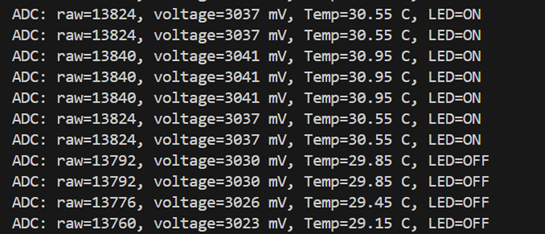 ADC: raw=13824, voltage=3037 mV, Temp=30.55 C, LED=ON
ADC: raw=13824, voltage=3037 mV, Temp=30.55 C, LED=ON
ADC: raw=13840, voltage=3041 mV, Temp=30.95 C, LED=ON
ADC: raw=13840, voltage=3041 mV, Temp=30.95 C, LED=ON
ADC: raw=13840, voltage=3041 mV, Temp=30.95 C, LED=ON
ADC: raw=13824, voltage=3037 mV, Temp=30.55 C, LED=ON
ADC: raw=13824, voltage=3037 mV, Temp=30.55 C, LED=ON
ADC: raw=13792, voltage=3030 mV, Temp=29.85 C, LED=OFF
ADC: raw=13792, voltage=3030 mV, Temp=29.85 C, LED=OFF
ADC: raw=13776, voltage=3026 mV, Temp=29.45 C, LED=OFF
ADC: raw=13760, voltage=3023 mV, Temp=29.15 C, LED=OFF